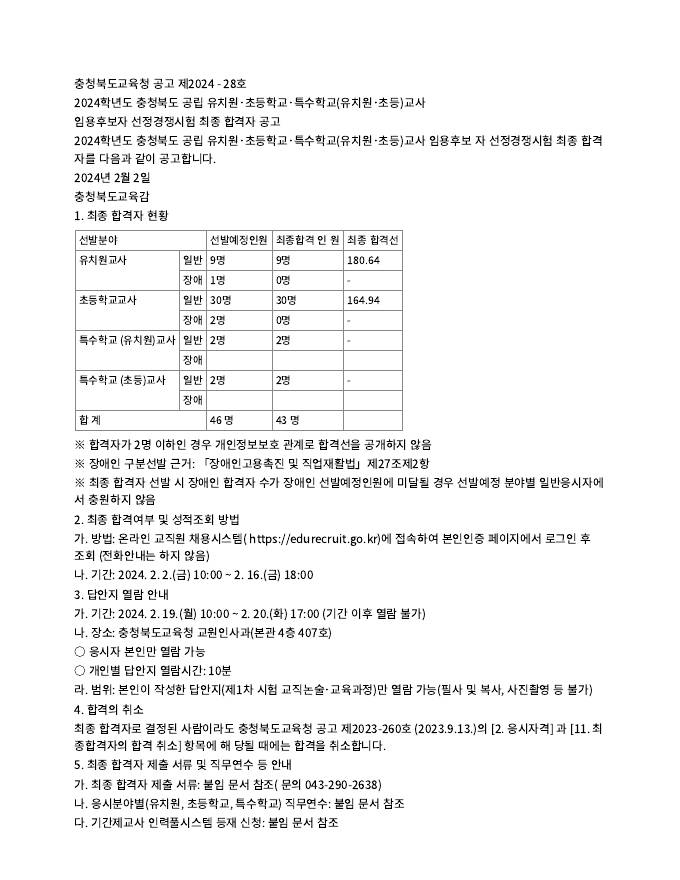 충청북도교육청 공고 제2024 - 28호
2024학년도 충청북도 공립 유치원·초등학교·특수학교(유치원·초등)교사
임용후보자 선정경쟁시험 최종 합격자 공고
2024학년도 충청북도 공립 유치원·초등학교·특수학교(유치원·초등)교사 임용후보 자 선정경쟁시험 최종 합격
자를 다음과 같이 공고합니다.
2024년 2월 2일
충청북도교육감
1. 최종 합격자 현황
선발분야 선발예정인원 최종합격 인 원 최종 합격선
유치원교사 일반 9명 9명 180.64
장애 1명 0명 -
초등학교교사 일반 30명 30명 164.94
장애 2명 0명 -
특수학교 (유치원)교사 일반 2명 2명 -
장애
특수학교 (초등)교사 일반 2명 2명 -
장애
합 계 46 명 43 명
※ 합격자가 2명 이하인 경우 개인정보보호 관계로 합격선을 공개하지 않음
※ 장애인 구분선발 근거: 「장애인고용촉진 및 직업재활법」제27조제2항
※ 최종 합격자 선발 시 장애인 합격자 수가 장애인 선발예정인원에 미달될 경우 선발예정 분야별 일반응시자에
서 충원하지 않음
2. 최종 합격여부 및 성적조회 방법
가. 방법: 온라인 교직원 채용시스템( https://edurecruit.go.kr)에 접속하여 본인인증 페이지에서 로그인 후
조회 (전화안내는 하지 않음)
나. 기간: 2024. 2. 2.(금) 10:00 ~ 2. 16.(금) 18:00
3. 답안지 열람 안내
가. 기간: 2024. 2. 19.(월) 10:00 ~ 2. 20.(화) 17:00 (기간 이후 열람 불가)
나. 장소: 충청북도교육청 교원인사과(본관 4층 407호)
○ 응시자 본인만 열람 가능
○ 개인별 답안지 열람시간: 10분
라. 범위: 본인이 작성한 답안지(제1차 시험 교직논술·교육과정)만 열람 가능(필사 및 복사, 사진촬영 등 불가)
4. 합격의 취소
최종 합격자로 결정된 사람이라도 충청북도교육청 공고 제2023-260호 (2023.9.13.)의 [2. 응시자격] 과 [11. 최
종합격자의 합격 취소] 항목에 해 당될 때에는 합격을 취소합니다.
5. 최종 합격자 제출 서류 및 직무연수 등 안내
가. 최종 합격자 제출 서류: 붙임 문서 참조( 문의 043-290-2638)
나. 응시분야별(유치원, 초등학교, 특수학교) 직무연수: 붙임 문서 참조
다. 기간제교사 인력풀시스템 등재 신청: 붙임 문서 참조